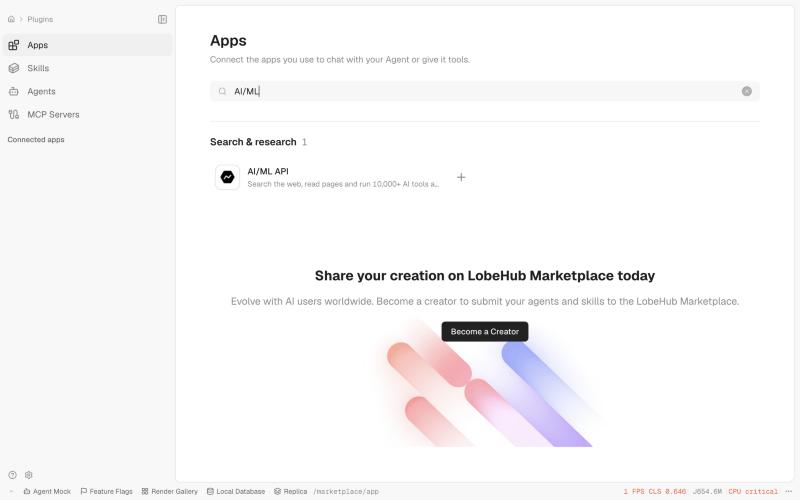 Plugins
Apps
Skills
Agents
MCP Servers
Connected apps
Apps
Connect the apps you use to chat with your Agent or give it tools.
AI/ML
Search & research 1
AI/ML API
Search the web, read pages and run 10,000+ AI tools a...
Share your creation on LobeHub Marketplace today
Evolve with AI users worldwide. Become a creator to submit your agents and skills to the LobeHub Marketplace.
Become a Creator
Agent Mock Feature Flags Render Gallery Local Database Replica /marketplace/app 1 FPS CLS 0.646 J654.6M CPU critical